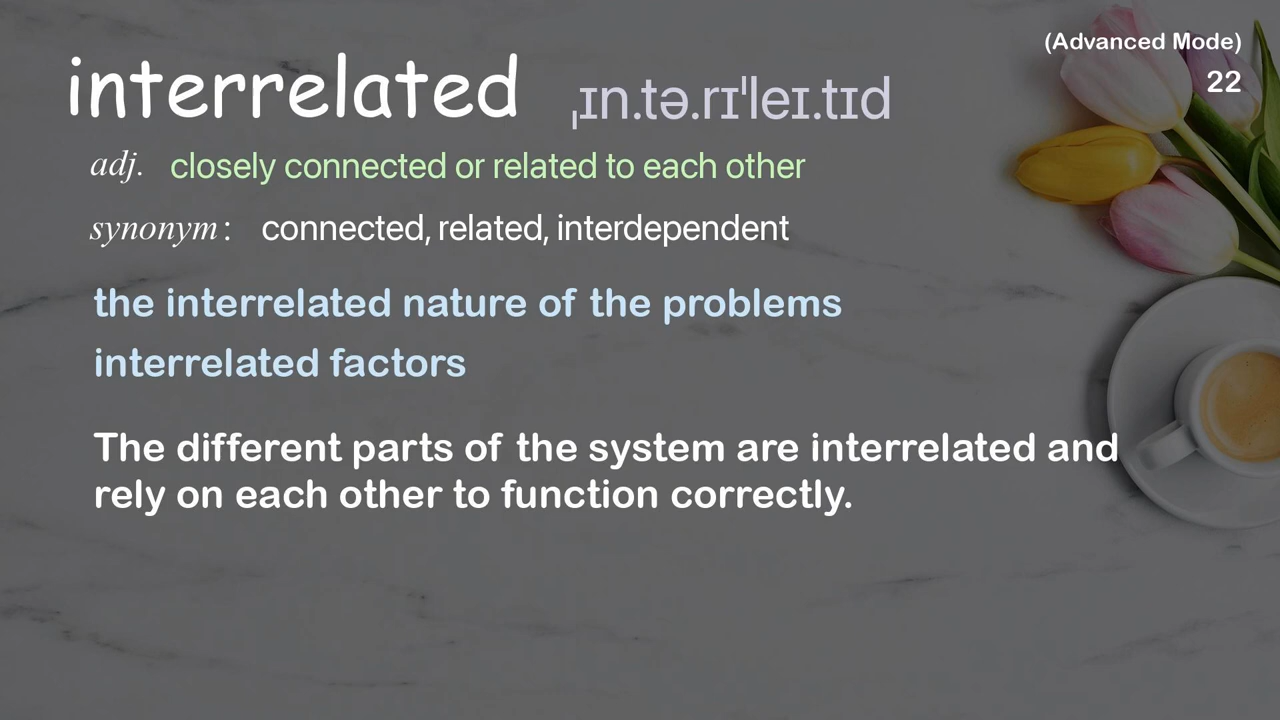 (Advanced Mode)
22
interrelated ˌɪn.tə.rɪˈleɪ.tɪd
adj. closely connected or related to each other
synonym: connected, related, interdependent
the interrelated nature of the problems
interrelated factors
The different parts of the system are interrelated and
rely on each other to function correctly.